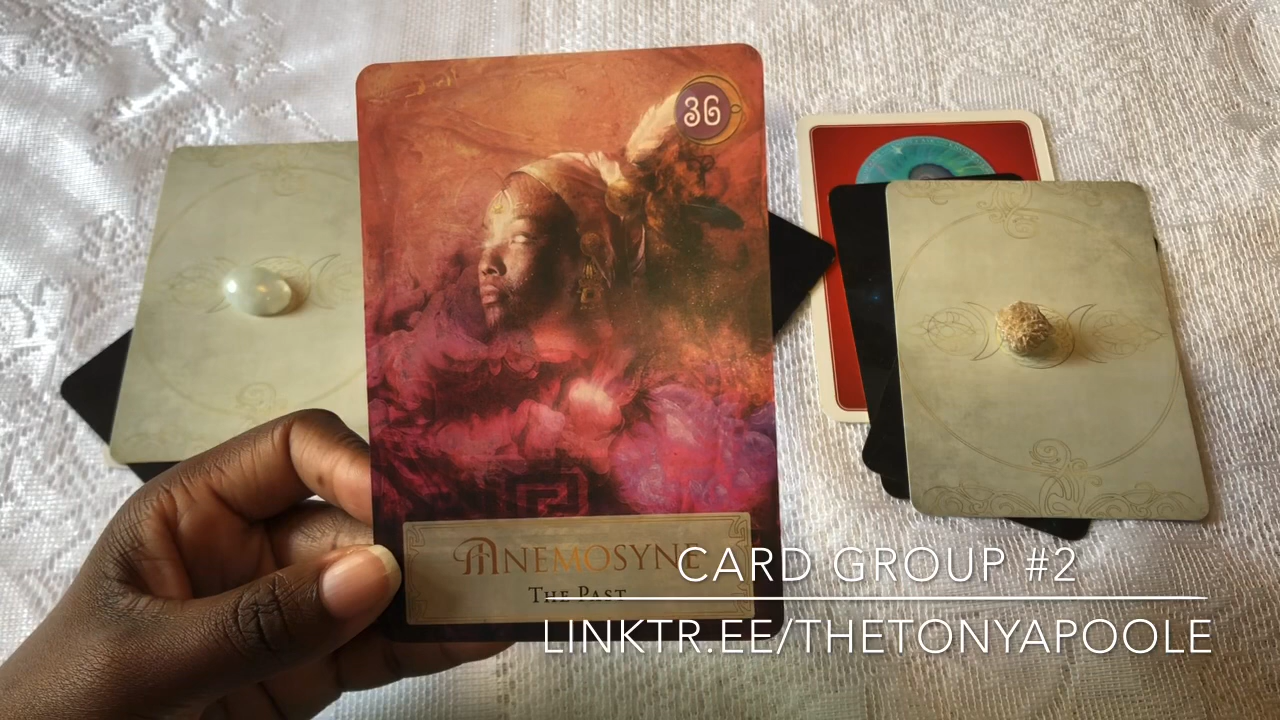 36
MNEMOSYNE
THE PAST
CARD GROUP #2
LINKTR.EE/THETONYAPOOLE